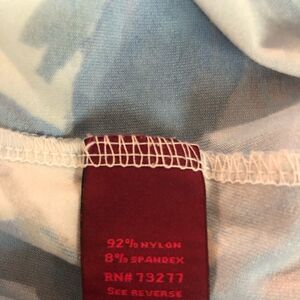 92% NYLON
8% SPANDEX
RN# 73277
SEE REVERSE